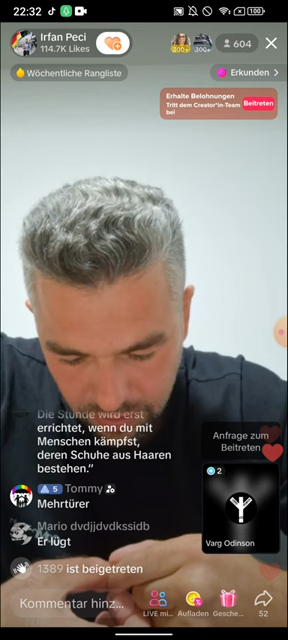 22:32
100
Irfan Peci
114.7K Likes
200+
200+
604
Wöchentliche Rangliste
Erkunden >
Erhalte Belohnungen
Tritt dem Creator*in-Team
bei
Beitreten
Die Stunde wird erst
errichtet, wenn du mit
Menschen kämpfst,
deren Schuhe aus Haaren
bestehen.“
Anfrage zum
Beitreten
2
5 Tommy
Mehrtürer
Mario dvdjjdvdkssidb
Er lügt
Varg Odinson
1389 ist beigetreten
Kommentar hinz...
LIVE mi...
Aufladen
Gesche...
52